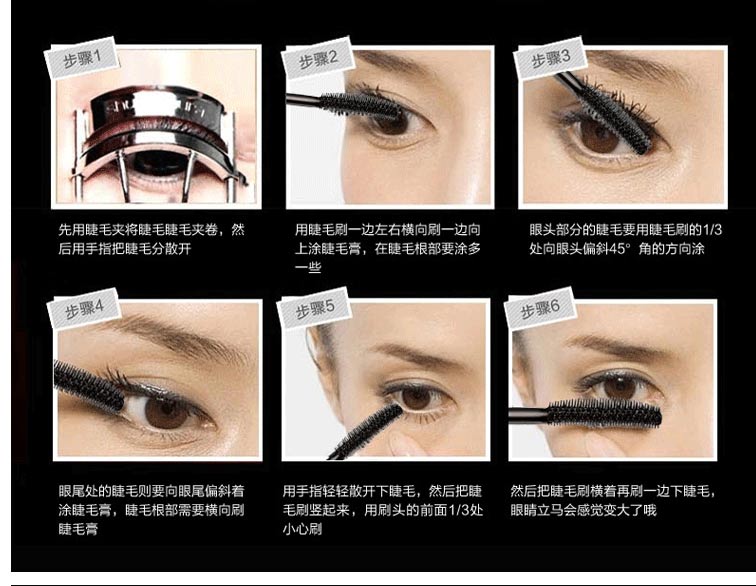 步骤1
先用睫毛夹将睫毛睫毛夹卷，然
后用手指把睫毛分散开
步骤2
用睫毛刷一边左右横向刷一边向
上涂睫毛膏，在睫毛根部要涂多
一些
步骤3
眼头部分的睫毛要用睫毛刷的1/3
处向眼头偏斜45°角的方向涂
步骤4
眼尾处的睫毛则要向眼尾偏斜着
涂睫毛膏，睫毛根部需要横向刷
睫毛膏
步骤5
用手指轻轻散开下睫毛，然后把睫
毛刷竖起来，用刷头的前面1/3处
小心刷
步骤6
然后把睫毛刷横着再刷一边下睫毛，
眼睛立马会感觉变大了哦